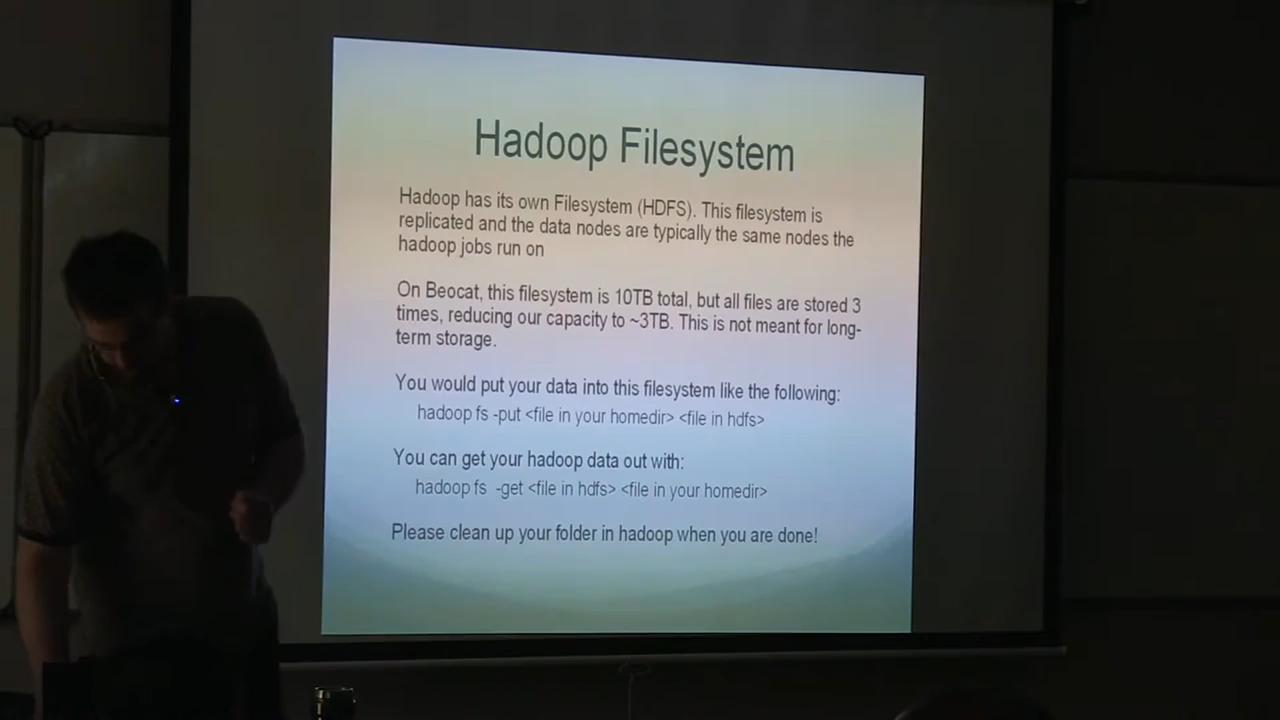 Hadoop Filesystem
Hadoop has its own Filesystem (HDFS). This filesystem is
replicated and the data nodes are typically the same nodes the
hadoop jobs run on
On Beocat, this filesystem is 10TB total, but all files are stored 3
times, reducing our capacity to ~3TB. This is not meant for long-
term storage.
You would put your data into this filesystem like the following:
hadoop fs -put <file in your homedir> <file in hdfs>
You can get your hadoop data out with:
hadoop fs -get <file in hdfs> <file in your homedir>
Please clean up your folder in hadoop when you are done!